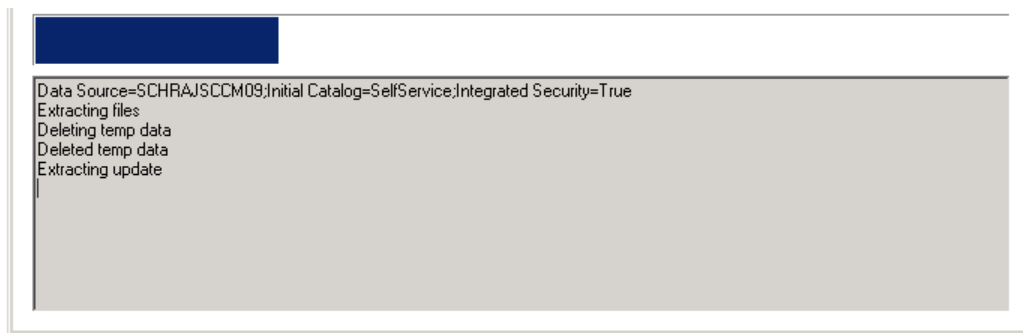 Data Source=SCHRAJSCCM09;Initial Catalog=SelfService;Integrated Security=True
Extracting files
Deleting temp data
Deleted temp data
Extracting update